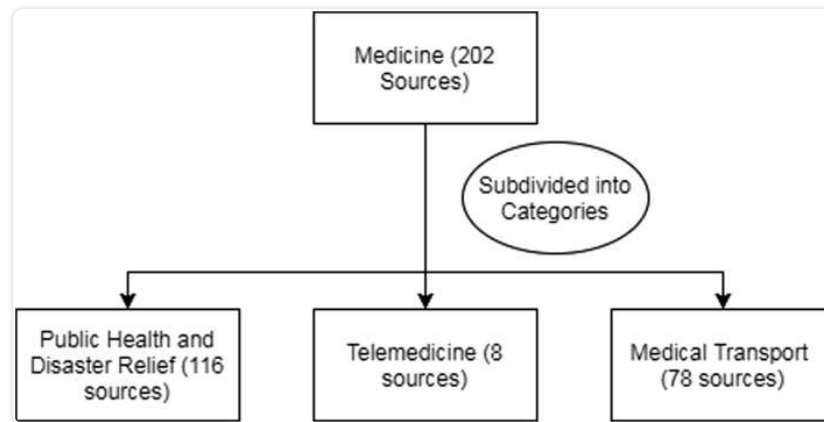 Medicine (202
Sources)
Subdivided into
Categories
Public Health and
Disaster Relief (116
sources)
Telemedicine (8
sources)
Medical Transport
(78 sources)